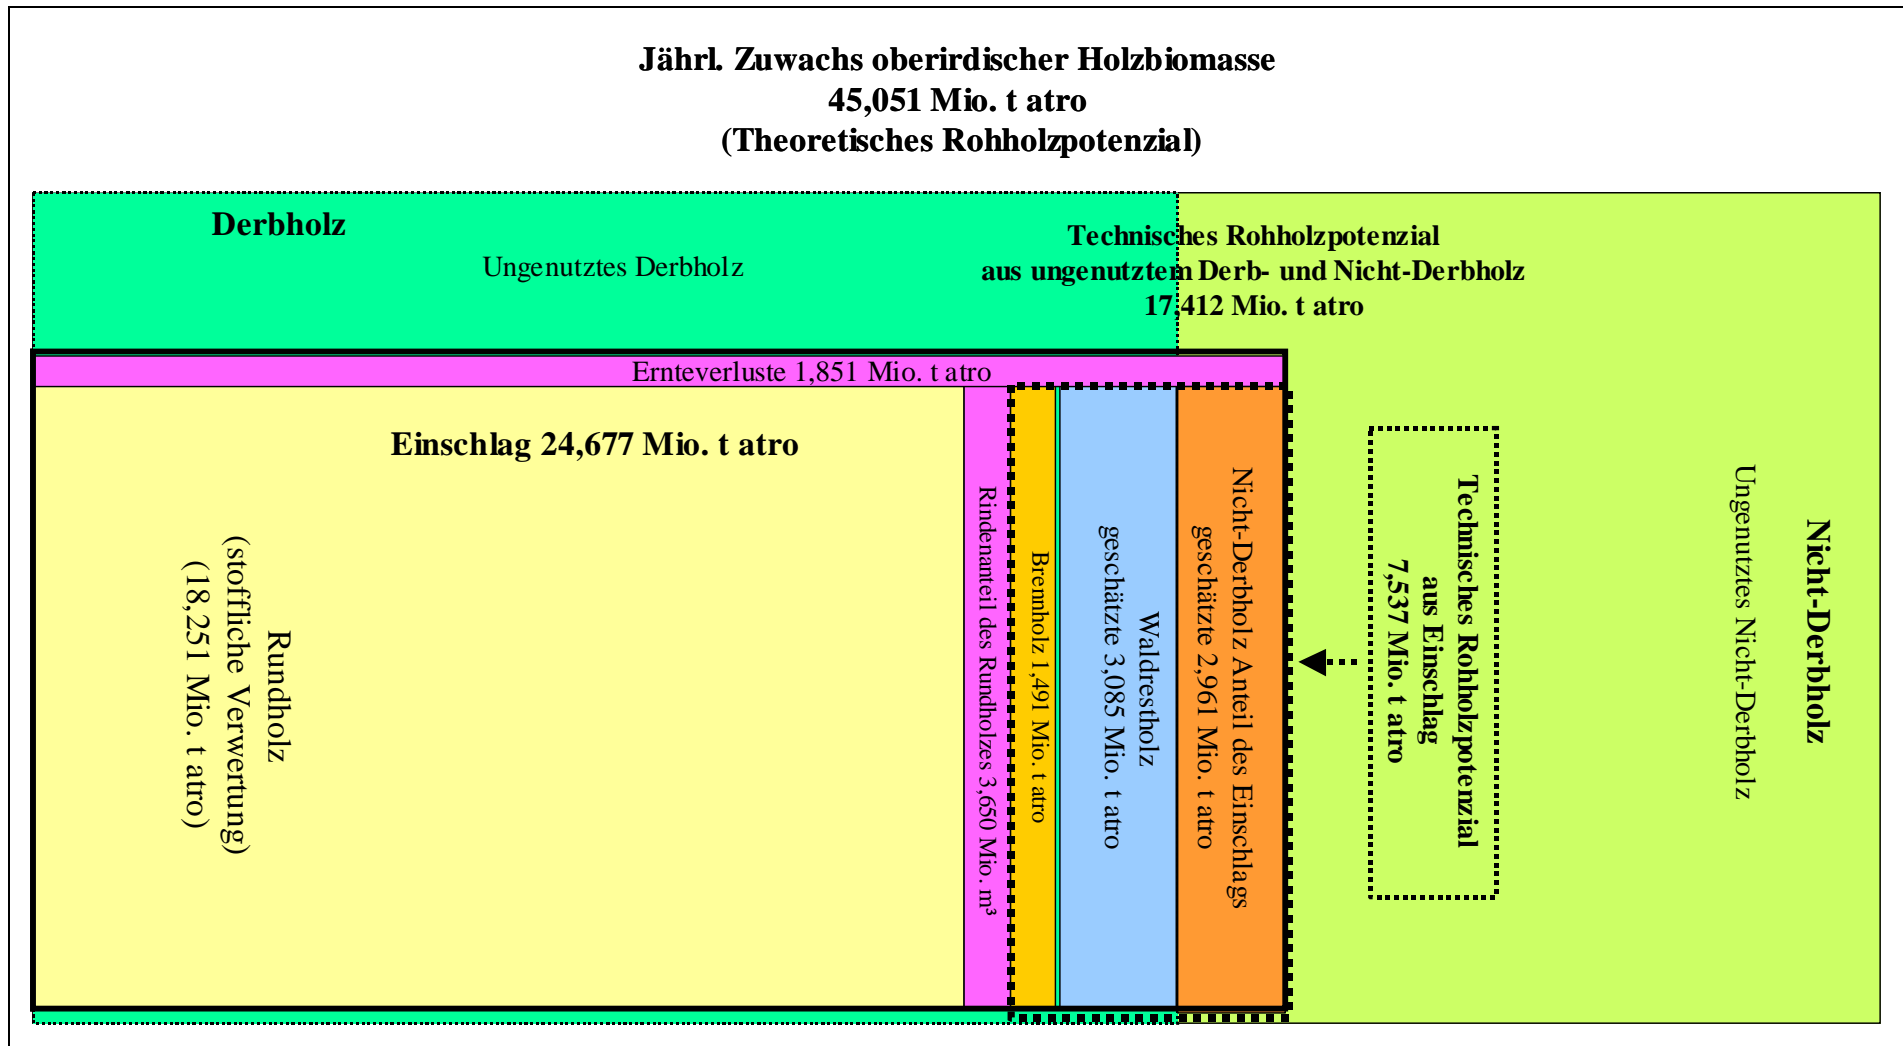 Jährl. Zuwachs oberirdischer Holzbiomasse
45,051 Mio. t atro
(Theoretisches Rohholzpotenzial)
Derbholz
Ungenutztes Derbholz
Technisches Rohholzpotenzial
aus ungenutztem Derb- und Nicht-Derbholz
17,412 Mio. t atro
Ernteverluste 1,851 Mio. t atro
Einschlag 24,677 Mio. t atro
Rundholz
(stoffliche Verwertung)
(18,251 Mio. t atro)
Rindenanteil des Rundholzes 3,650 Mio. m³
Brennholz 1,491 Mio. t atro
Waldrestholz
geschätzte 3,085 Mio. t atro
Nicht-Derbholz Anteil des Einschlags
geschätzte 2,961 Mio. t atro
Technisches Rohholzpotenzial
aus Einschlag
7,537 Mio. t atro
Ungenutztes Nicht-Derbholz
Nicht-Derbholz